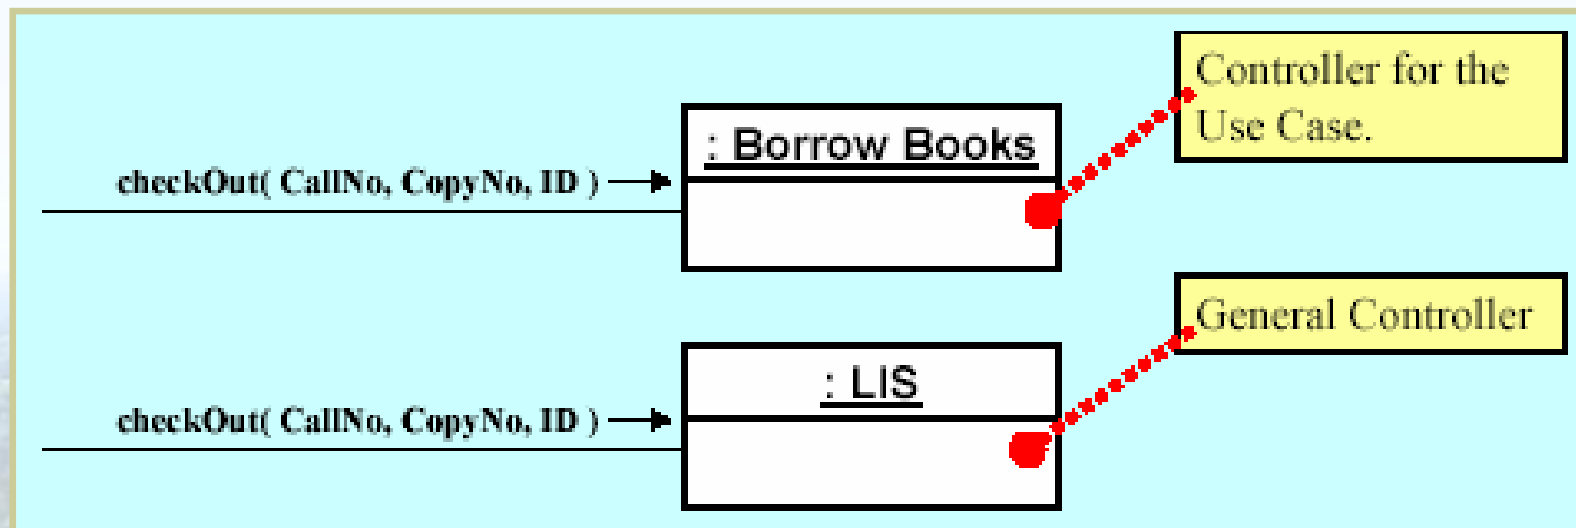 Controller for the
Use Case.
: Borrow Books
checkOut( CallNo, CopyNo, ID )
General Controller
: LIS
checkOut( CallNo, CopyNo, ID )